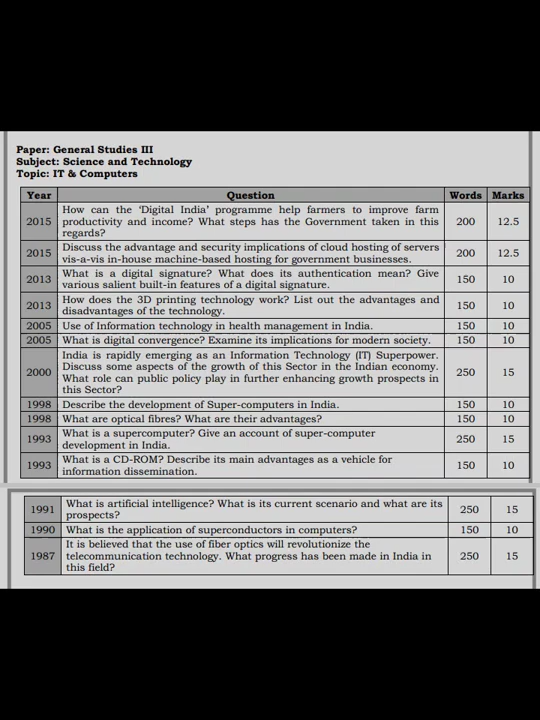 Paper: General Studies III
Subject: Science and Technology
Topic: IT & Computers
Year Question Words Marks
How can the 'Digital India' programme help farmers to improve farm
2015 productivity and income? What steps has the Government taken in this 200 12.5
regards?
2015 Discuss the advantage and security implications of cloud hosting of servers 200 12.5
vis-a-vis in-house machine-based hosting for government businesses.
2013 What is a digital signature? What does its authentication mean? Give 150 10
various salient built-in features of a digital signature.
2013 How does the 3D printing technology work? List out the advantages and 150 10
disadvantages of the technology.
2005 Use of Information technology in health management in India. 150 10
2005 What is digital convergence? Examine its implications for modern society. 150 10
India is rapidly emerging as an Information Technology (IT) Superpower.
2000 Discuss some aspects of the growth of this Sector in the Indian economy. 250 15
What role can public policy play in further enhancing growth prospects in
this Sector?
1998 Describe the development of Super-computers in India. 150 10
1998 What are optical fibres? What are their advantages? 150 10
1993 What is a supercomputer? Give an account of super-computer 250 15
development in India.
1993 What is a CD-ROM? Describe its main advantages as a vehicle for 150 10
information dissemination.
1991 What is artificial intelligence? What is its current scenario and what are its 250 15
prospects?
1990 What is the application of superconductors in computers? 150 10
It is believed that the use of fiber optics will revolutionize the
1987 telecommunication technology. What progress has been made in India in 250 15
this field?